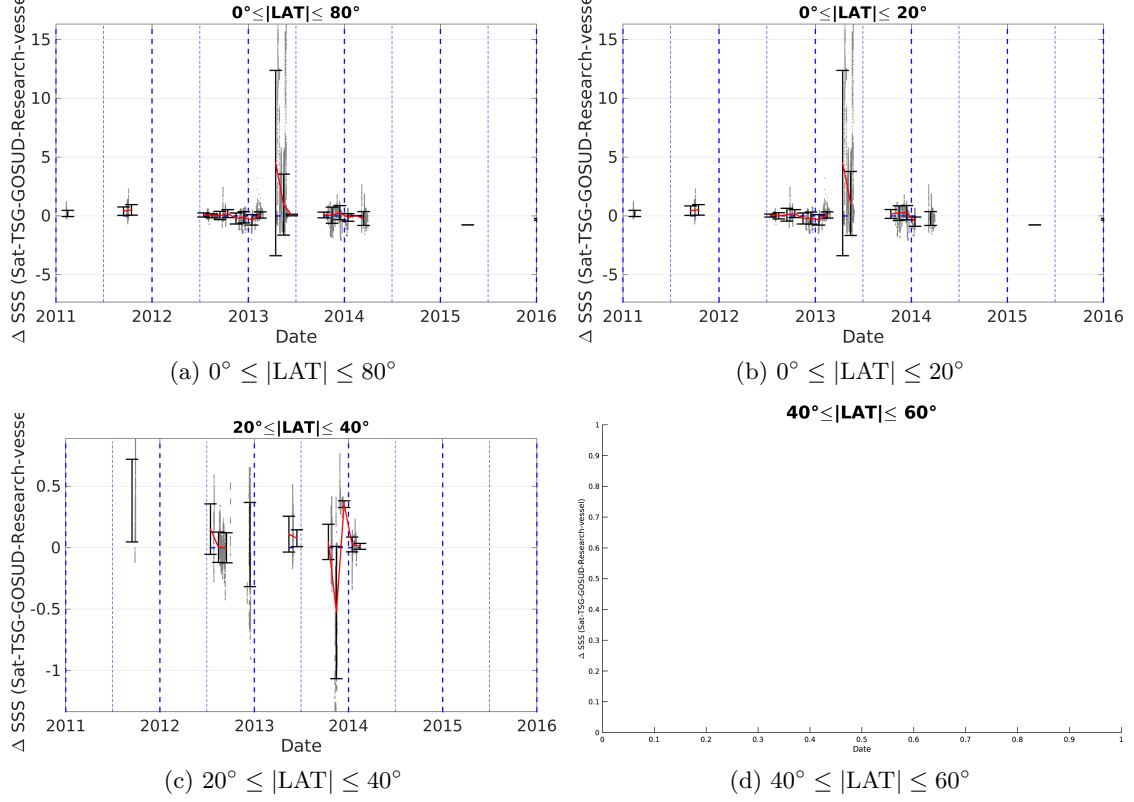 0°≤|LAT|≤ 80°
Δ SSS (Sat-TSG-GOSUD-Research-vessel)
15
10
5
0
-5
2011 2012 2013 2014 2015 2016
Date
(a) 0° ≤ |LAT| ≤ 80°
0°≤|LAT|≤ 20°
Δ SSS (Sat-TSG-GOSUD-Research-vessel)
15
10
5
0
-5
2011 2012 2013 2014 2015 2016
Date
(b) 0° ≤ |LAT| ≤ 20°
20°≤|LAT|≤ 40°
Δ SSS (Sat-TSG-GOSUD-Research-vesse
0.5
0
-0.5
-1
2011 2012 2013 2014 2015 2016
Date
(c) 20° ≤ |LAT| ≤ 40°
40°≤|LAT|≤ 60°
Δ SSS (Sat-TSG-GOSUD-Research-vessel)
1
0.9
0.8
0.7
0.6
0.5
0.4
0.3
0.2
0.1
0
0 0.1 0.2 0.3 0.4 0.5 0.6 0.7 0.8 0.9 1
Date
(d) 40° ≤ |LAT| ≤ 60°